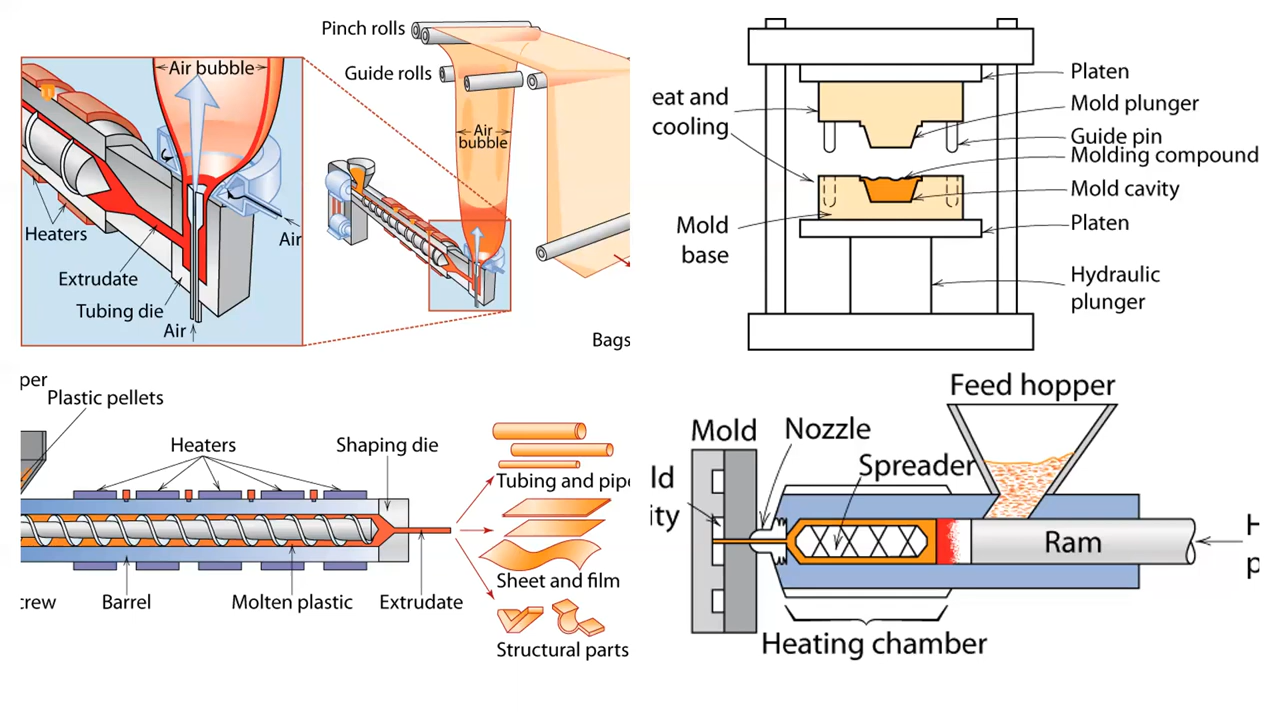 Pinch rolls
Guide rolls
Air bubble
Air
bubble
Heaters
Air
Extrudate
Tubing die
Air
Bags
Platen
Mold plunger
Guide pin
Molding compound
Mold cavity
Platen
Hydraulic
plunger
eat and
cooling
Mold
base
per
Plastic pellets
Heaters
Shaping die
Tubing and pipe
Sheet and film
Structural parts
crew
Barrel
Molten plastic
Extrudate
Feed hopper
Mold
Nozzle
Spreader
ld
ity
Ram
H
p
Heating chamber